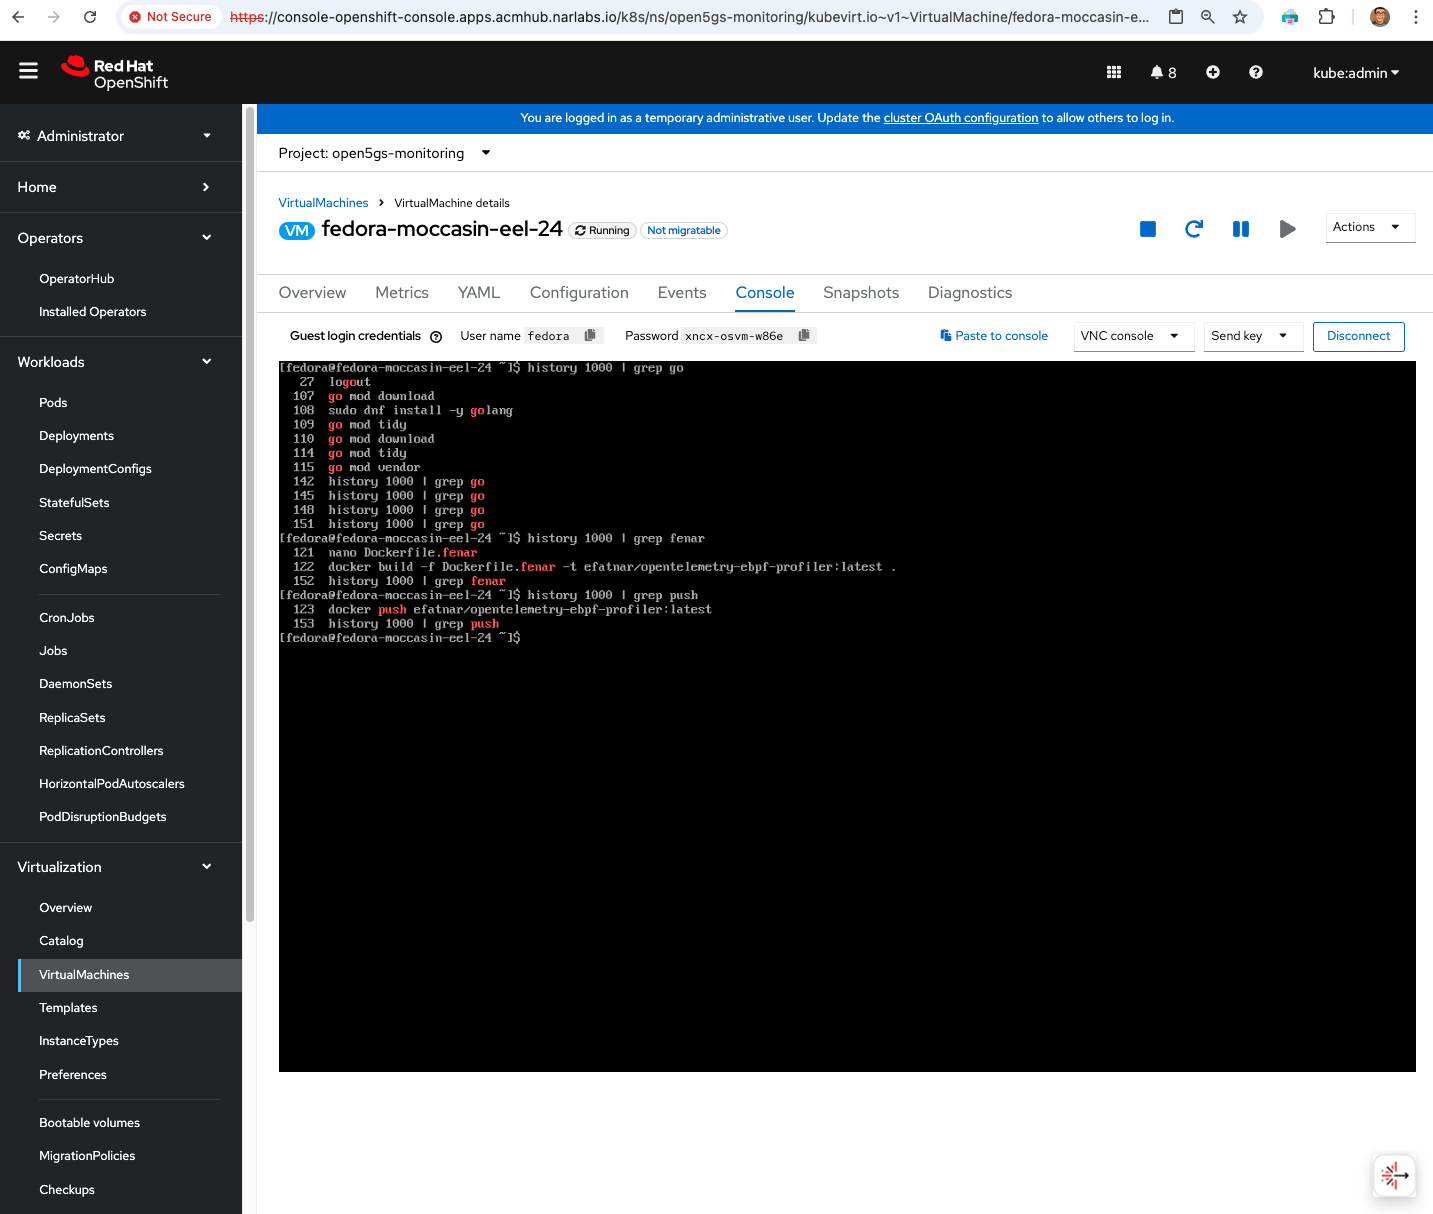 Not Secure https://console-openshift-console.apps.acmhub.narlabs.io/k8s/ns/open5gs-monitoring/kubevirt.io~v1~VirtualMachine/fedora-moccasin-e...
Red Hat
OpenShift
8
kube:admin
You are logged in as a temporary administrative user. Update the cluster OAuth configuration to allow others to log in.
Administrator
Home
Operators
OperatorHub
Installed Operators
Workloads
Pods
Deployments
DeploymentConfigs
StatefulSets
Secrets
ConfigMaps
CronJobs
Jobs
DaemonSets
ReplicaSets
ReplicationControllers
HorizontalPodAutoscalers
PodDisruptionBudgets
Virtualization
Overview
Catalog
VirtualMachines
Templates
InstanceTypes
Preferences
Bootable volumes
MigrationPolicies
Checkups
Project: open5gs-monitoring
VirtualMachines > VirtualMachine details
VM fedora-moccasin-eel-24 Running Not migratable
Actions
Overview Metrics YAML Configuration Events Console Snapshots Diagnostics
Guest login credentials User name fedora Password xncx-osvm-w86e Paste to console VNC console Send key Disconnect
[fedora@fedora-moccasin-eel-24 ~]$ history 1000 | grep go
27 logout
107 go mod download
108 sudo dnf install -y golang
109 go mod tidy
110 go mod download
114 go mod tidy
115 go mod vendor
142 history 1000 | grep go
145 history 1000 | grep go
148 history 1000 | grep go
151 history 1000 | grep go
[fedora@fedora-moccasin-eel-24 ~]$ history 1000 | grep fenar
121 nano Dockerfile.fenar
122 docker build -f Dockerfile.fenar -t efatnar/opentelemetry-ebpf-profiler:latest .
152 history 1000 | grep fenar
[fedora@fedora-moccasin-eel-24 ~]$ history 1000 | grep push
123 docker push efatnar/opentelemetry-ebpf-profiler:latest
153 history 1000 | grep push
[fedora@fedora-moccasin-eel-24 ~]$